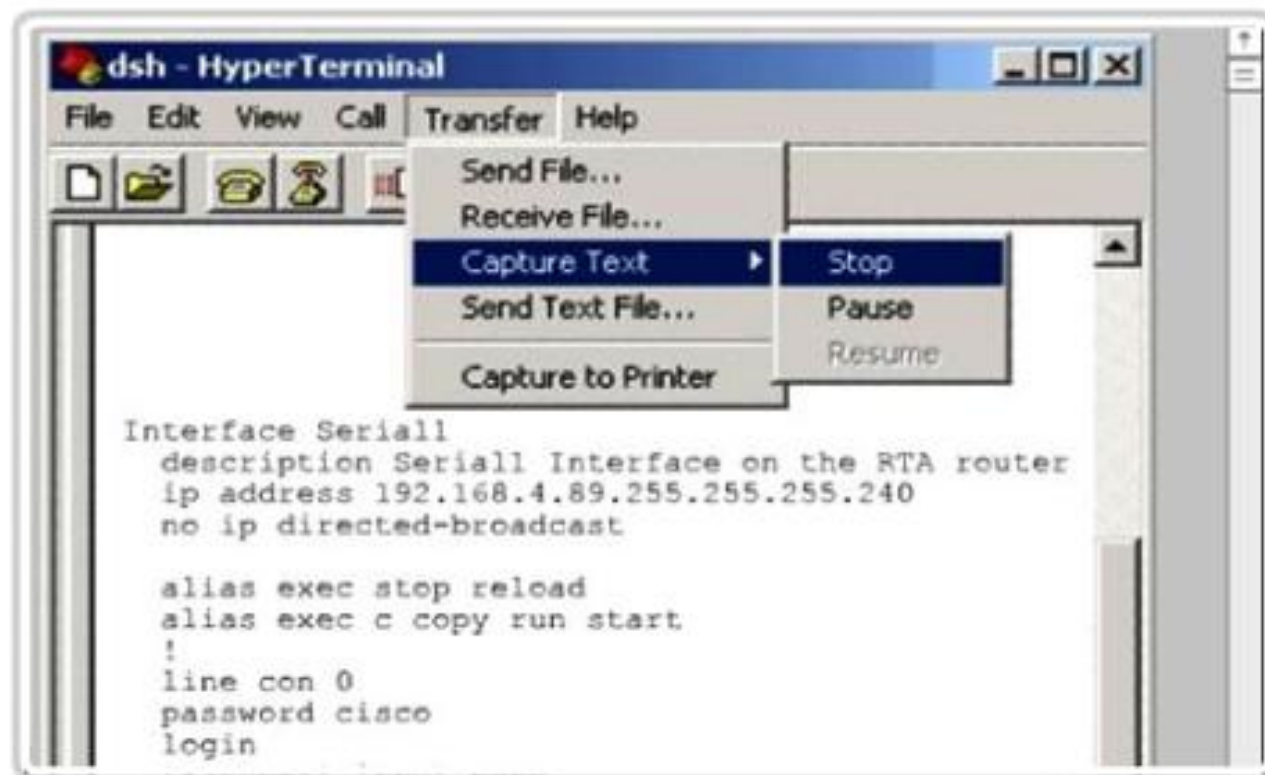 dsh - HyperTerminal
File Edit View Call Transfer Help
Send File...
Receive File...
Capture Text
Send Text File...
Capture to Printer
Stop
Pause
Resume
Interface Serial1
description Serial1 Interface on the RTA router
ip address 192.168.4.89.255.255.255.240
no ip directed-broadcast
alias exec stop reload
alias exec c copy run start
!
line con 0
password cisco
login